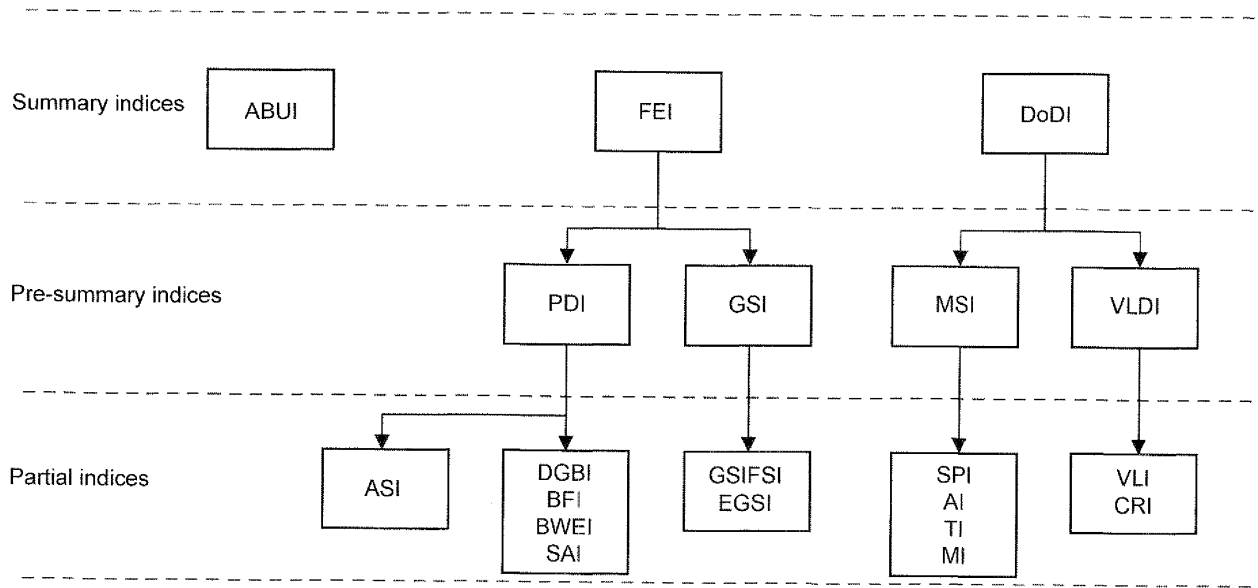 Summary indices
ABUI
FEI
DoDI
Pre-summary indices
PDI
GSI
MSI
VLDI
Partial indices
ASI
DGBI
BFI
BWEI
SAI
GSIFSI
EGSI
SPI
AI
TI
MI
VLI
CRI